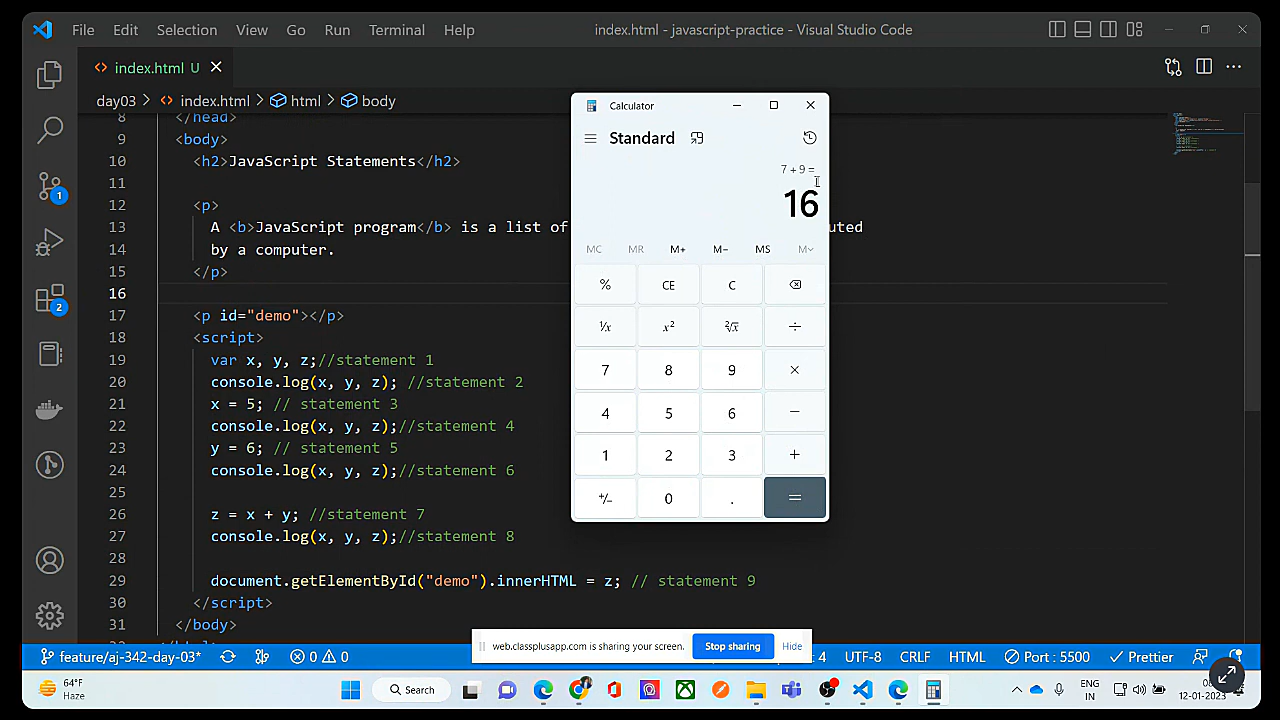 File Edit Selection View Go Run Terminal Help index.html - javascript-practice - Visual Studio Code
index.html U
day03 > index.html > html > body
8 </head>
9 <body>
10 <h2>JavaScript Statements</h2>
11
12 <p>
13 A <b>JavaScript program</b> is a list of
14 by a computer.
15 </p>
16
17 <p id="demo"></p>
18 <script>
19 var x, y, z;//statement 1
20 console.log(x, y, z); //statement 2
21 x = 5; // statement 3
22 console.log(x, y, z);//statement 4
23 y = 6; // statement 5
24 console.log(x, y, z);//statement 6
25
26 z = x + y; //statement 7
27 console.log(x, y, z);//statement 8
28
29 document.getElementById("demo").innerHTML = z; // statement 9
30 </script>
31 </body>
1
2
Calculator
Standard
7 + 9 =
16
MC MR M+ M− MS M˅
% CE C
¹/x x² ²√x ÷
7 8 9 ×
4 5 6 −
1 2 3 +
+/− 0 . =
web.classplusapp.com is sharing your screen. Stop sharing Hide
feature/aj-342-day-03* 0 0 4 UTF-8 CRLF HTML Port : 5500 Prettier
64°F
Haze
Search
ENG
IN